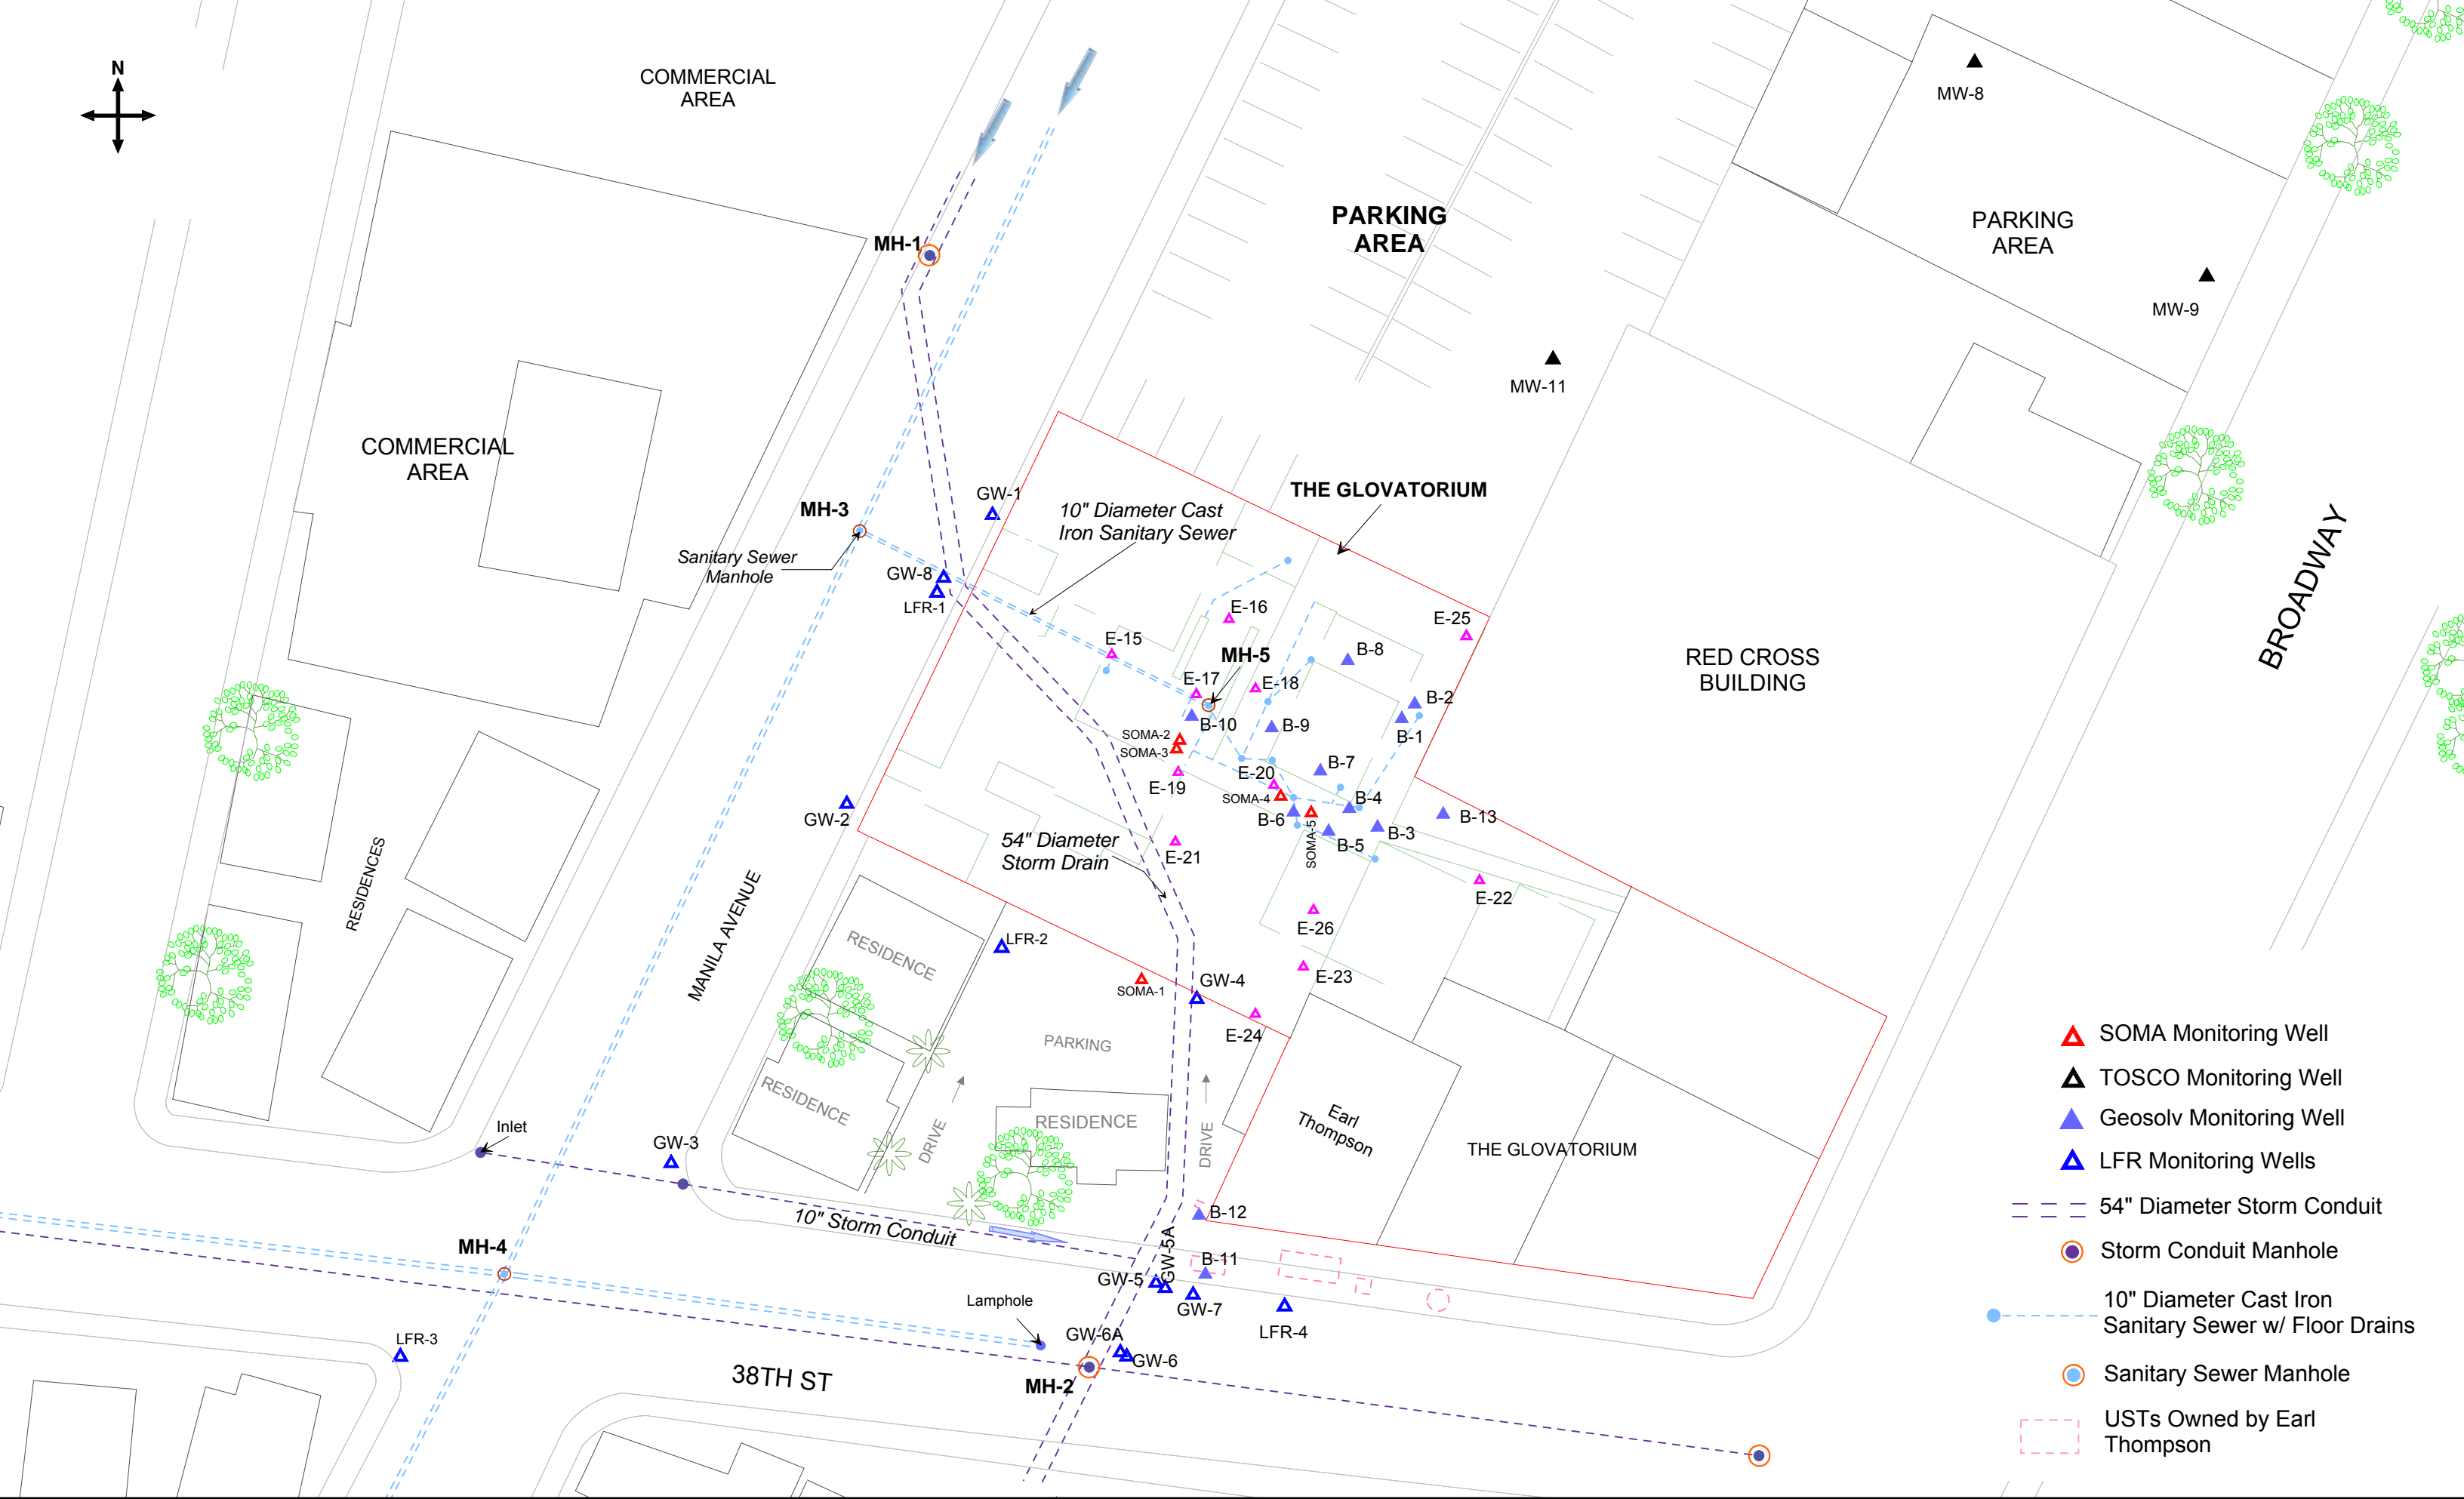 N
COMMERCIAL
AREA
MW-8
PARKING
AREA
PARKING
AREA
MH-1
MW-9
MW-11
COMMERCIAL
AREA
THE GLOVATORIUM
GW-1
MH-3
10" Diameter Cast
Iron Sanitary Sewer
Sanitary Sewer
Manhole
GW-8
LFR-1
BROADWAY
E-16
E-25
E-15
B-8
MH-5
RED CROSS
BUILDING
E-17
E-18
B-2
B-10
B-9
B-1
SOMA-2
SOMA-3
B-7
E-20
E-19
SOMA-4
B-4
GW-2
B-6
B-13
B-3
SOMA-5
B-5
54" Diameter
Storm Drain
E-21
RESIDENCES
MANILA AVENUE
E-22
E-26
RESIDENCE
LFR-2
E-23
SOMA-1
GW-4
E-24
PARKING
RESIDENCE
RESIDENCE
DRIVE
DRIVE
Earl
Thompson
THE GLOVATORIUM
Inlet
GW-3
B-12
10" Storm Conduit
GW-5A
MH-4
B-11
GW-5
GW-7
Lamphole
LFR-4
GW-6A
GW-6
LFR-3
MH-2
38TH ST
SOMA Monitoring Well
TOSCO Monitoring Well
Geosolv Monitoring Well
LFR Monitoring Wells
54" Diameter Storm Conduit
Storm Conduit Manhole
10" Diameter Cast Iron
Sanitary Sewer w/ Floor Drains
Sanitary Sewer Manhole
USTs Owned by Earl
Thompson